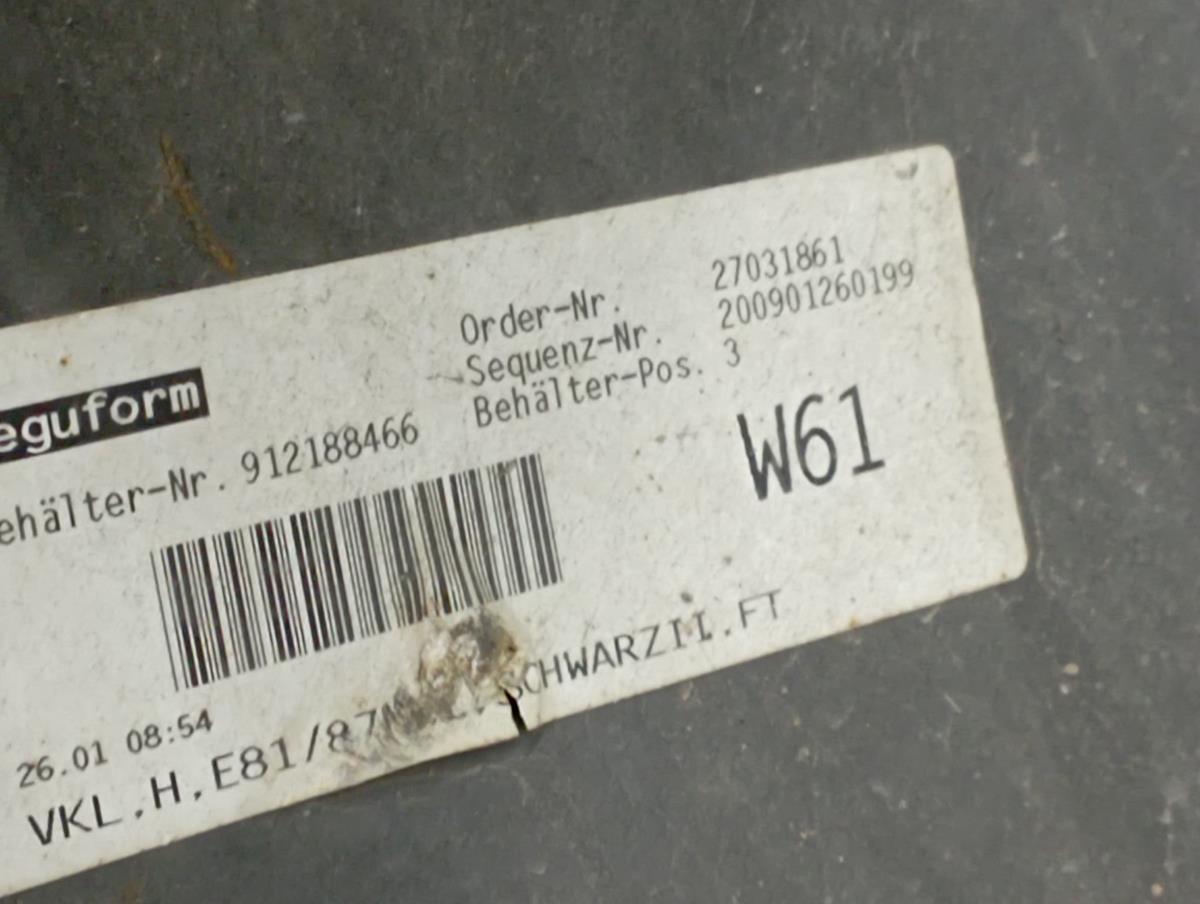 Order-Nr. 27031861
Sequenz-Nr. 200901260199
Behälter-Pos. 3
eguform
ehälter-Nr. 912188466
W61
26.01 08:54
VKL.H.E81/87 SCHWARZII.FT